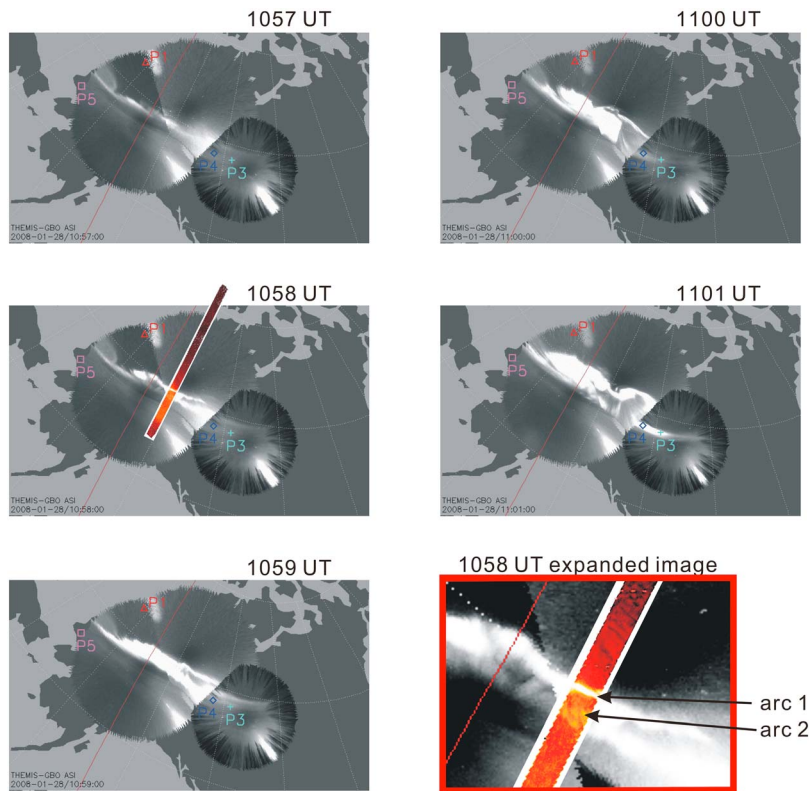 1057 UT
P1
P5
P4
P3
THEMIS-GBO ASI
2008-01-28/10:57:00
1100 UT
P1
P5
P4
P3
THEMIS-GBO ASI
2008-01-28/11:00:00
1058 UT
P1
P5
P4
P3
THEMIS-GBO ASI
2008-01-28/10:58:00
1101 UT
P1
P5
P4
P3
THEMIS-GBO ASI
2008-01-28/11:01:00
1059 UT
P1
P5
P4
P3
THEMIS-GBO ASI
2008-01-28/10:59:00
1058 UT expanded image
arc 1
arc 2